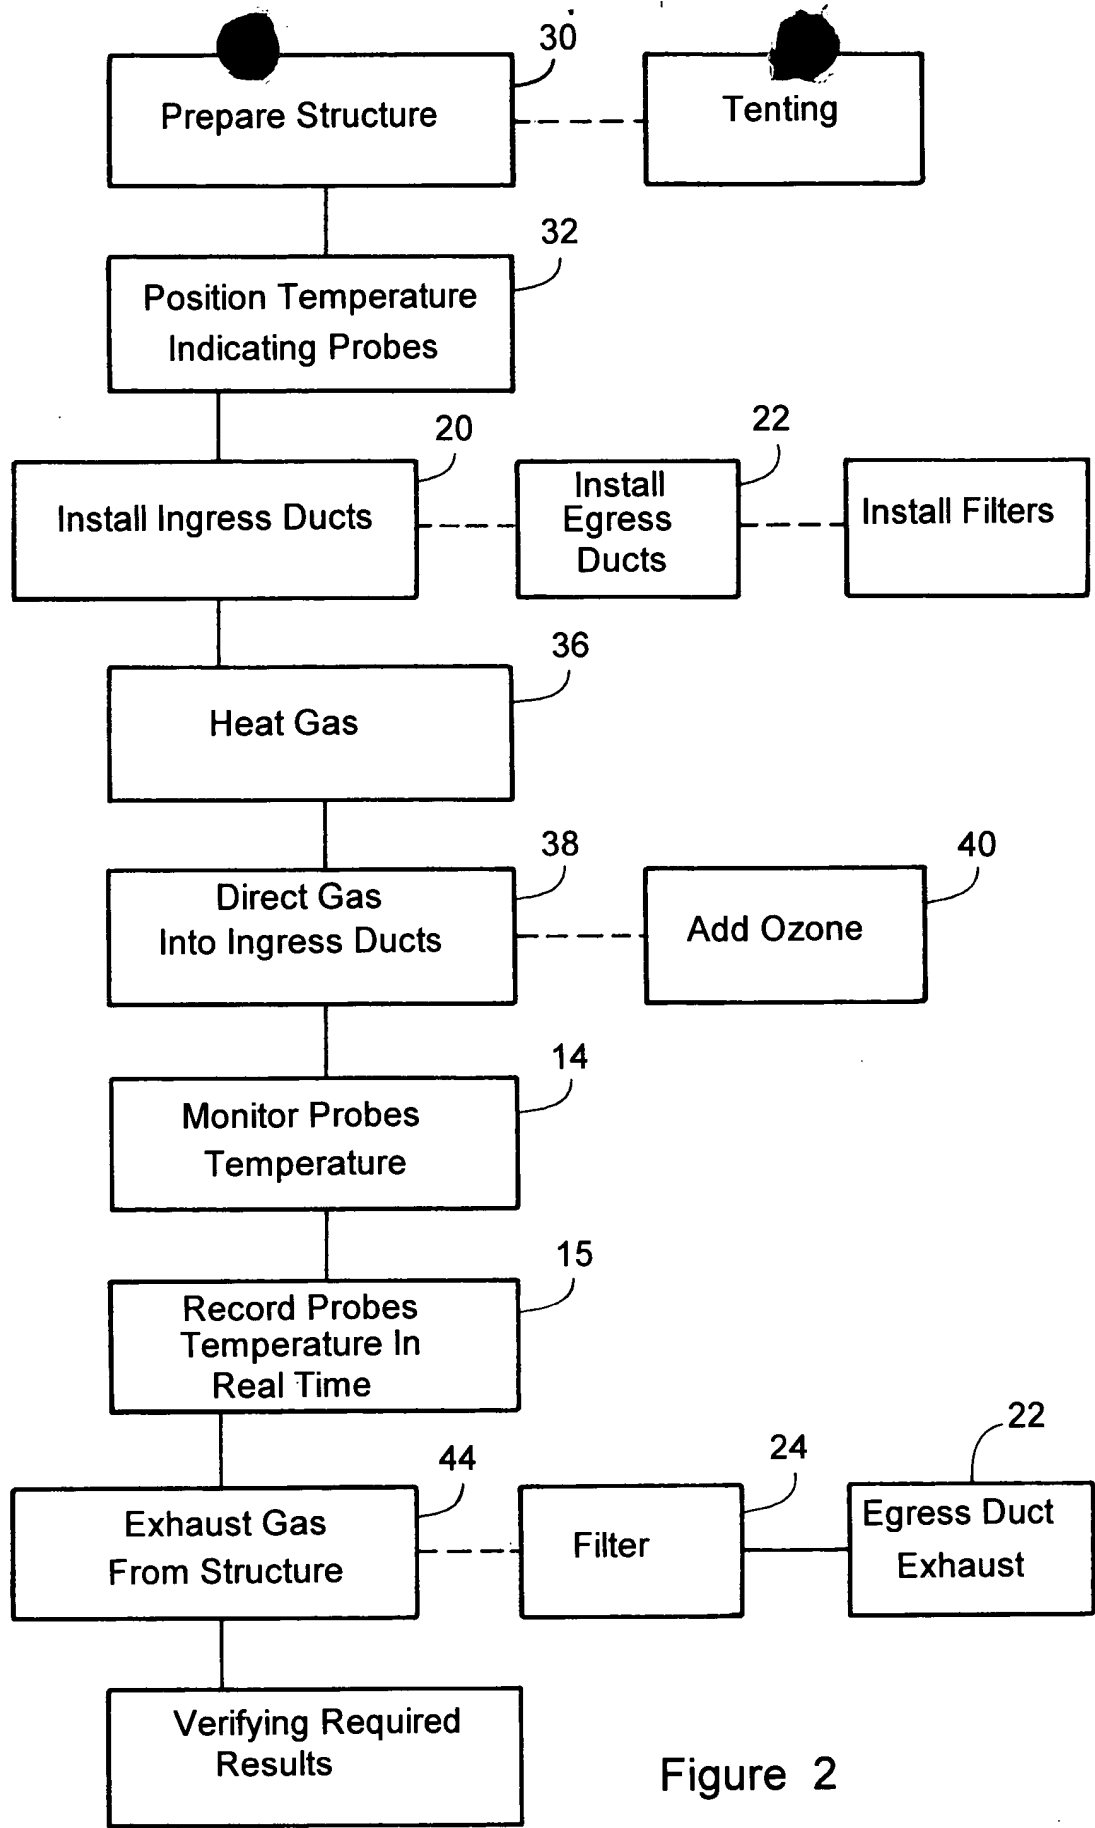 30
Prepare Structure
Tenting
32
Position Temperature
Indicating Probes
20
Install Ingress Ducts
22
Install
Egress
Ducts
Install Filters
36
Heat Gas
38
Direct Gas
Into Ingress Ducts
40
Add Ozone
14
Monitor Probes
Temperature
15
Record Probes
Temperature In
Real Time
44
Exhaust Gas
From Structure
24
Filter
22
Egress Duct
Exhaust
Verifying Required
Results
Figure 2